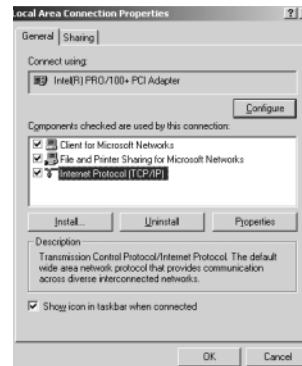 Local Area Connection Properties
General Sharing
Connect using:
Intel(R) PRO/100+ PCI Adapter
Configure
Components checked are used by this connection:
Client for Microsoft Networks
File and Printer Sharing for Microsoft Networks
Internet Protocol (TCP/IP)
Install... Uninstall Properties
Description
Transmission Control Protocol/Internet Protocol. The default
wide area network protocol that provides communication
across diverse interconnected networks.
Show icon in taskbar when connected
OK Cancel